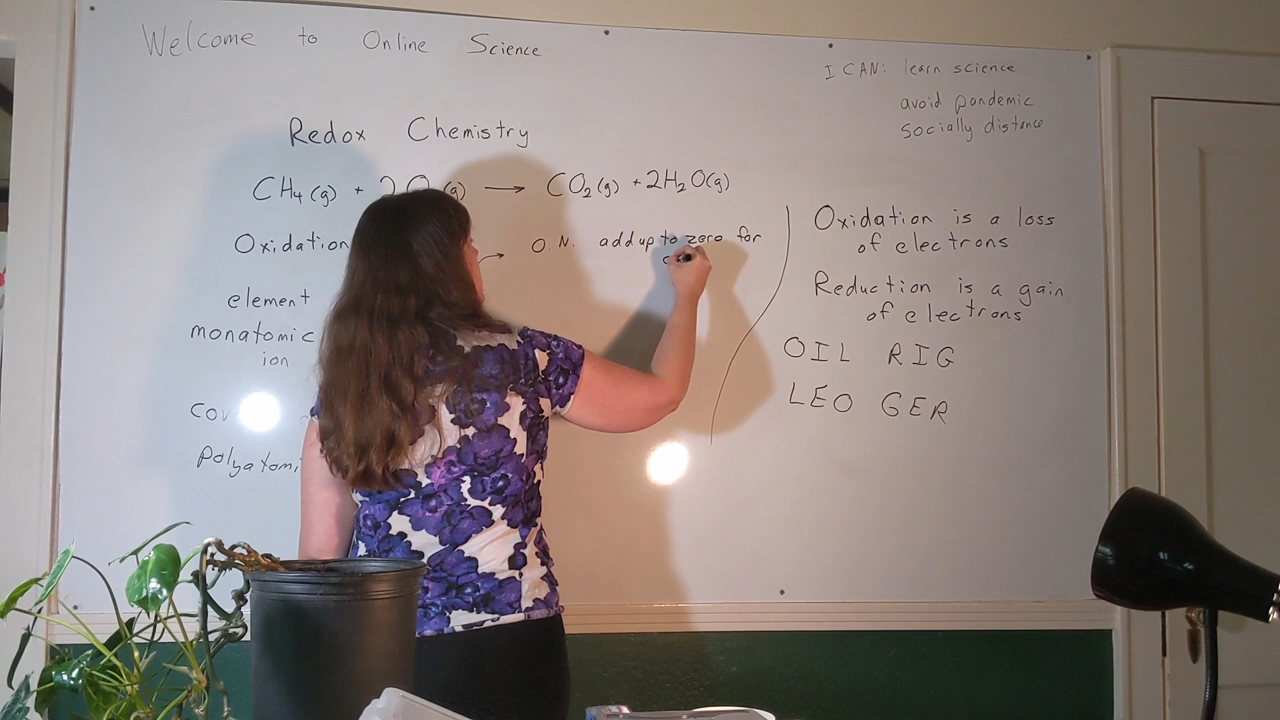 Welcome to Online Science
I CAN: learn science
avoid pandemic
socially distance
Redox Chemistry
CH₄(g) + 2O (g) → CO₂(g) + 2H₂O(g)
Oxidation
→ O.N. add up to zero for
element
monatomic
ion
cov
polyatomi
Oxidation is a loss
of electrons
Reduction is a gain
of electrons
OIL RIG
LEO GER